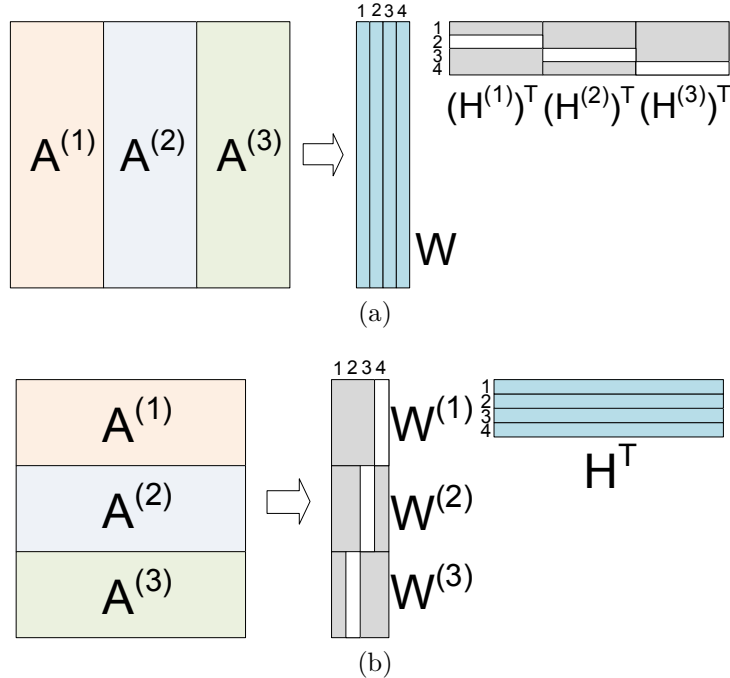 1 2 3 4
A^(1) A^(2) A^(3)
W
1
2
3
4
(H^(1))^T (H^(2))^T (H^(3))^T
(a)
1 2 3 4
A^(1)
A^(2)
A^(3)
W^(1)
W^(2)
W^(3)
1
2
3
4
H^T
(b)